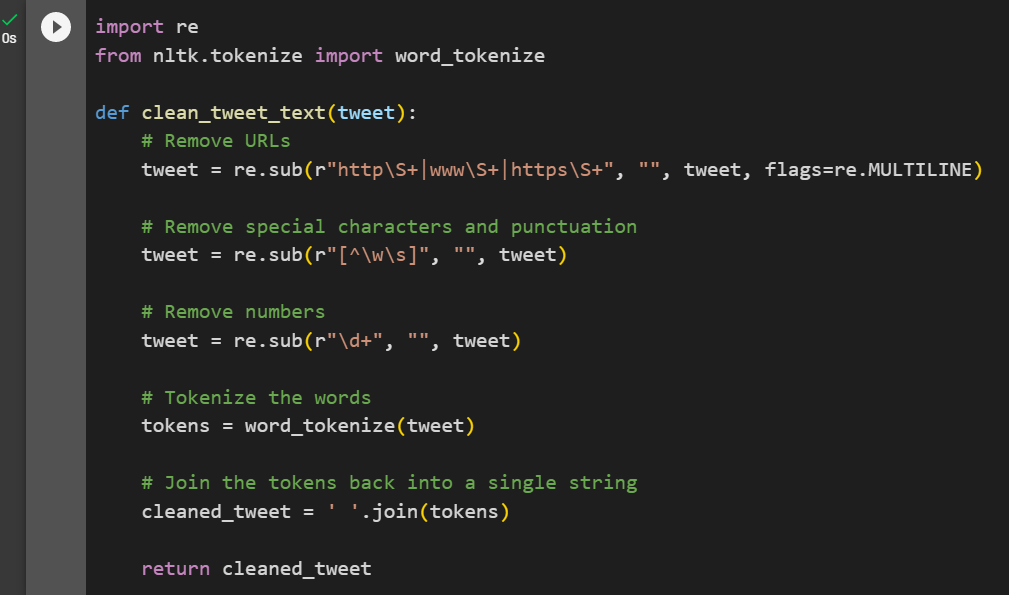 0s
import re
from nltk.tokenize import word_tokenize
def clean_tweet_text(tweet):
    # Remove URLs
    tweet = re.sub(r"http\S+|www\S+|https\S+", "", tweet, flags=re.MULTILINE)
    # Remove special characters and punctuation
    tweet = re.sub(r"[^\w\s]", "", tweet)
    # Remove numbers
    tweet = re.sub(r"\d+", "", tweet)
    # Tokenize the words
    tokens = word_tokenize(tweet)
    # Join the tokens back into a single string
    cleaned_tweet = ' '.join(tokens)
    return cleaned_tweet